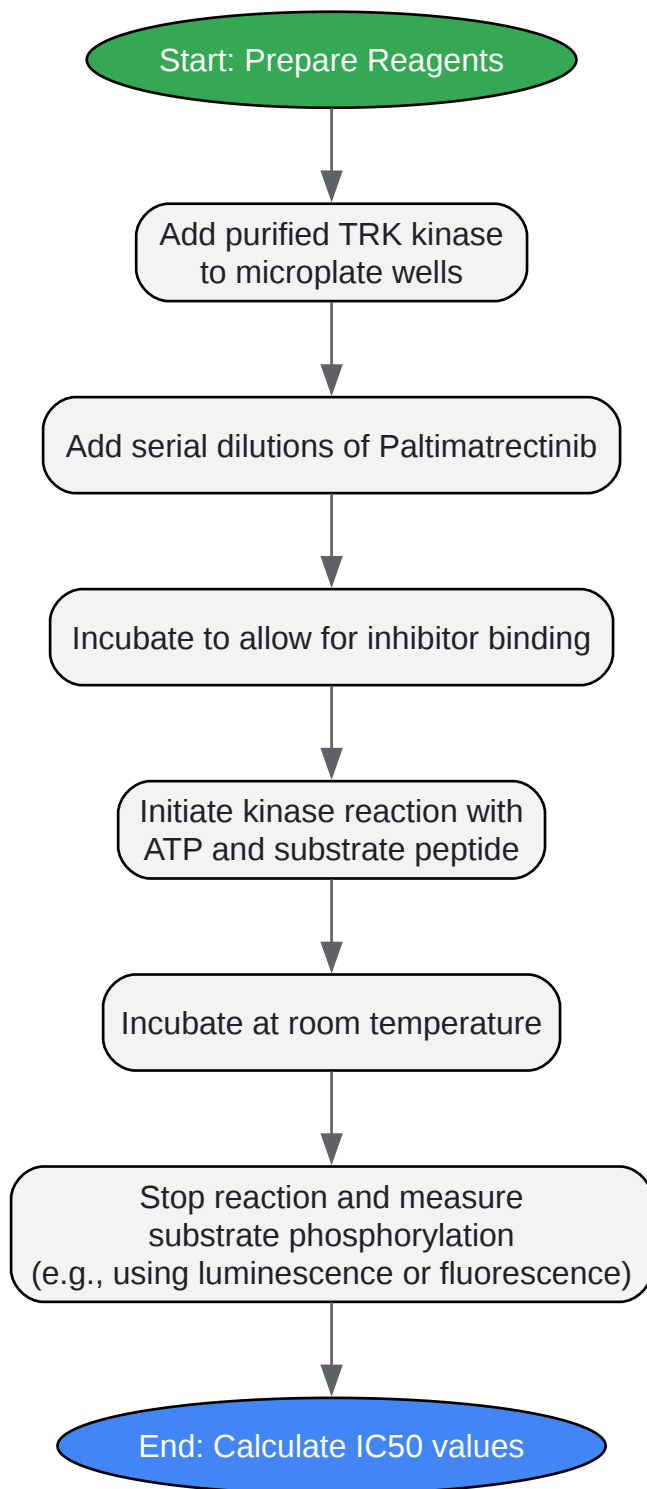 Start: Prepare Reagents
Add purified TRK kinase
to microplate wells
Add serial dilutions of Paltimatrectinib
Incubate to allow for inhibitor binding
Initiate kinase reaction with
ATP and substrate peptide
Incubate at room temperature
Stop reaction and measure
substrate phosphorylation
(e.g., using luminescence or fluorescence)
End: Calculate IC50 values